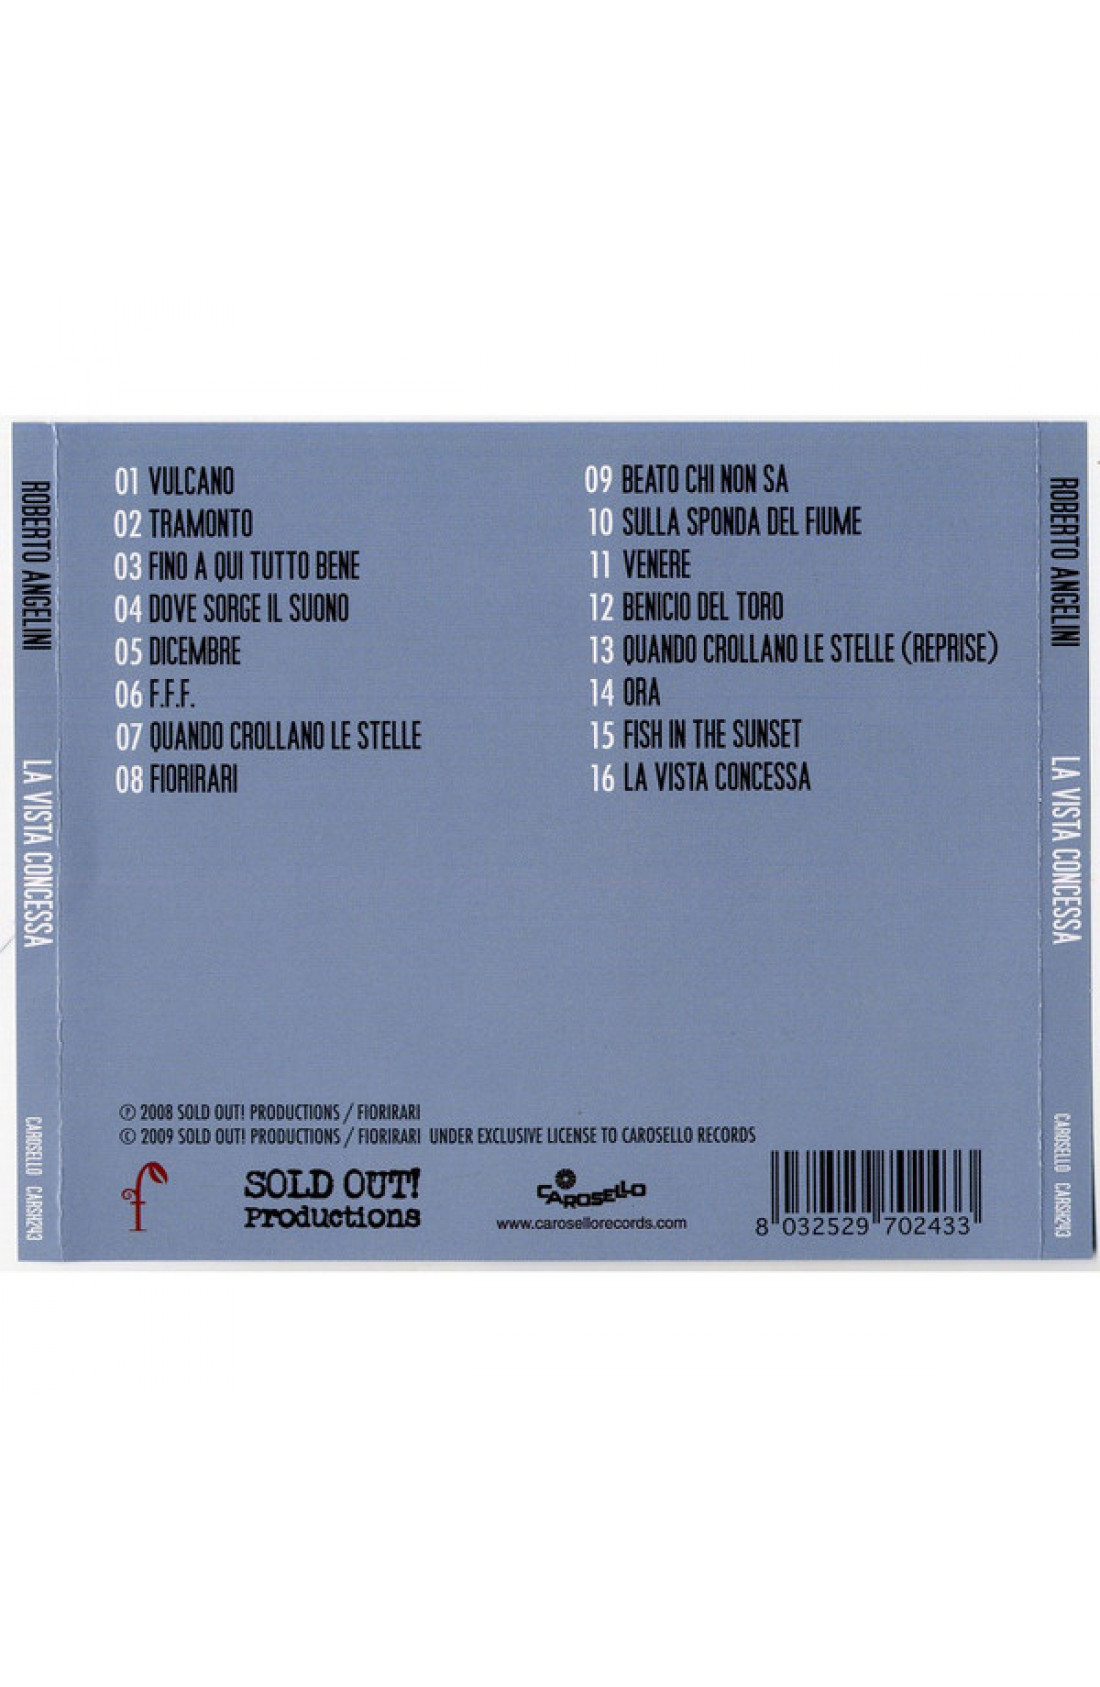 ROBERTO ANGELINI LA VISTA CONCESSA CAROSELLO CARSH243
01 VULCANO
02 TRAMONTO
03 FINO A QUI TUTTO BENE
04 DOVE SORGE IL SUONO
05 DICEMBRE
06 F.F.F.
07 QUANDO CROLLANO LE STELLE
08 FIORIRARI
09 BEATO CHI NON SA
10 SULLA SPONDA DEL FIUME
11 VENERE
12 BENICIO DEL TORO
13 QUANDO CROLLANO LE STELLE (REPRISE)
14 ORA
15 FISH IN THE SUNSET
16 LA VISTA CONCESSA
℗ 2008 SOLD OUT! PRODUCTIONS / FIORIRARI
© 2009 SOLD OUT! PRODUCTIONS / FIORIRARI UNDER EXCLUSIVE LICENSE TO CAROSELLO RECORDS
f
SOLD OUT!
Productions
CAROSELLO
www.carosellorecords.com
8 032529 702433
ROBERTO ANGELINI LA VISTA CONCESSA CAROSELLO CARSH243